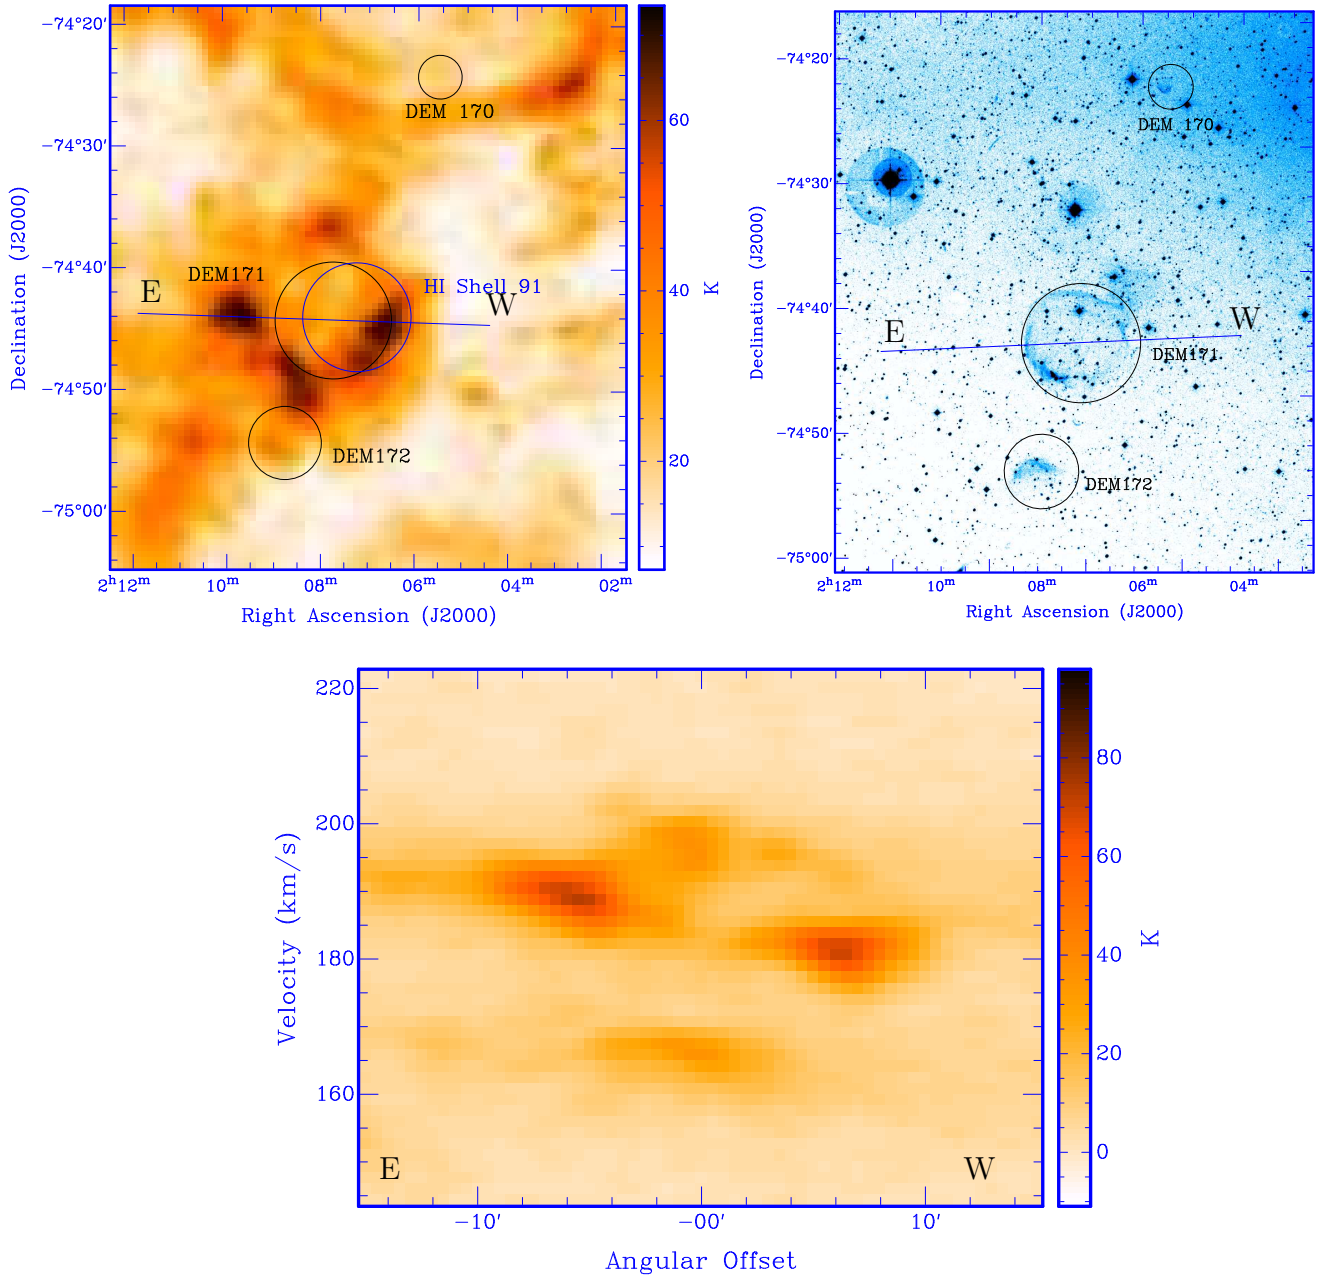 −74°20′
−74°30′
−74°40′
−74°50′
−75°00′
Declination (J2000)
DEM 170
DEM171
HI Shell 91
E
W
DEM172
2ʰ12ᵐ 10ᵐ 08ᵐ 06ᵐ 04ᵐ 02ᵐ
Right Ascension (J2000)
60
40
20
K
−74°20′
−74°30′
−74°40′
−74°50′
−75°00′
Declination (J2000)
DEM 170
E
W
DEM171
DEM172
2ʰ12ᵐ 10ᵐ 08ᵐ 06ᵐ 04ᵐ
Right Ascension (J2000)
220
200
180
160
Velocity (km/s)
E
W
−10′ −00′ 10′
Angular Offset
80
60
40
20
0
K